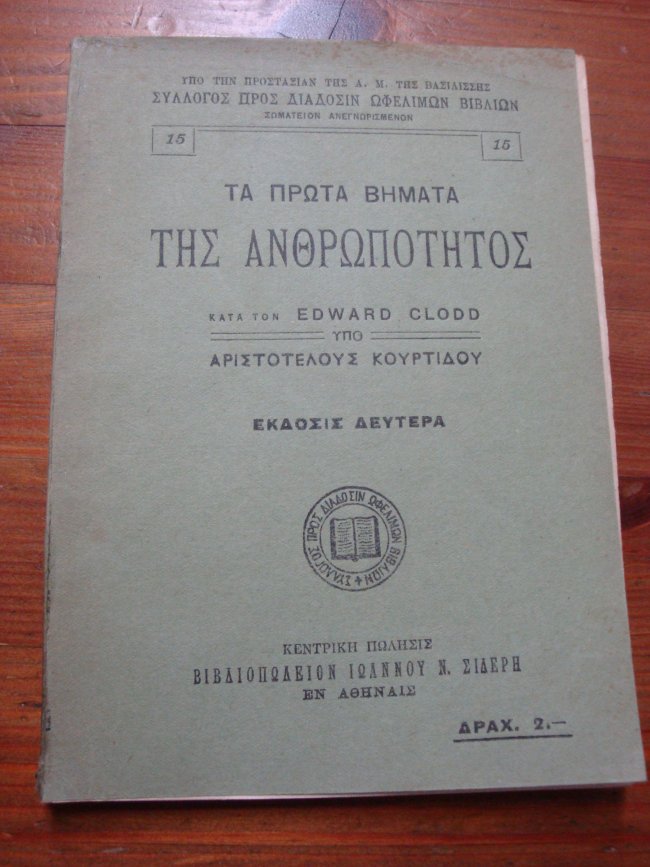 ΥΠΟ ΤΗΝ ΠΡΟΣΤΑΣΙΑΝ ΤΗΣ Α. Μ. ΤΗΣ ΒΑΣΙΛΙΣΣΗΣ
ΣΥΛΛΟΓΟΣ ΠΡΟΣ ΔΙΑΔΟΣΙΝ ΩΦΕΛΙΜΩΝ ΒΙΒΛΙΩΝ
ΣΩΜΑΤΕΙΟΝ ΑΝΕΓΝΩΡΙΣΜΕΝΟΝ
15 15
ΤΑ ΠΡΩΤΑ ΒΗΜΑΤΑ
ΤΗΣ ΑΝΘΡΩΠΟΤΗΤΟΣ
ΚΑΤΑ ΤΟΝ EDWARD CLODD
ΥΠΟ
ΑΡΙΣΤΟΤΕΛΟΥΣ ΚΟΥΡΤΙΔΟΥ
ΕΚΔΟΣΙΣ ΔΕΥΤΕΡΑ
ΣΥΛΛΟΓΟΣ ΠΡΟΣ ΔΙΑΔΟΣΙΝ ΩΦΕΛΙΜΩΝ ΒΙΒΛΙΩΝ
ΚΕΝΤΡΙΚΗ ΠΩΛΗΣΙΣ
ΒΙΒΛΙΟΠΩΛΕΙΟΝ ΙΩΑΝΝΟΥ Ν. ΣΙΔΕΡΗ
ΕΝ ΑΘΗΝΑΙΣ
ΔΡΑΧ. 2.—